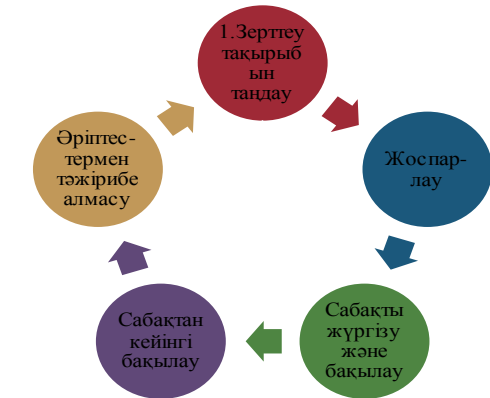 1.Зерттеу
тақырыб
ын
таңдау
Жоспар-
лау
Сабақты
жүргізу
және
бақылау
Сабақтан
кейінгі
бақылау
Әріптес-
термен
тәжірибе
алмасу